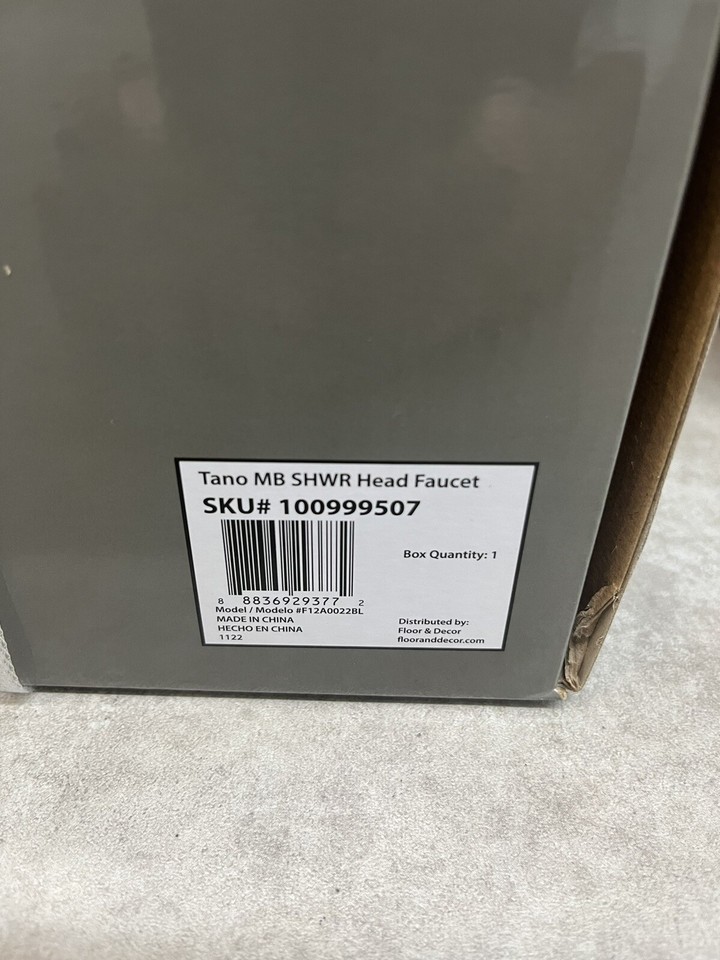 Tano MB SHWR Head Faucet
SKU# 100999507
Box Quantity: 1
8 8836929377 2
Model / Modelo #F12A0022BL
MADE IN CHINA
HECHO EN CHINA
1122
Distributed by:
Floor & Decor
flooranddecor.com